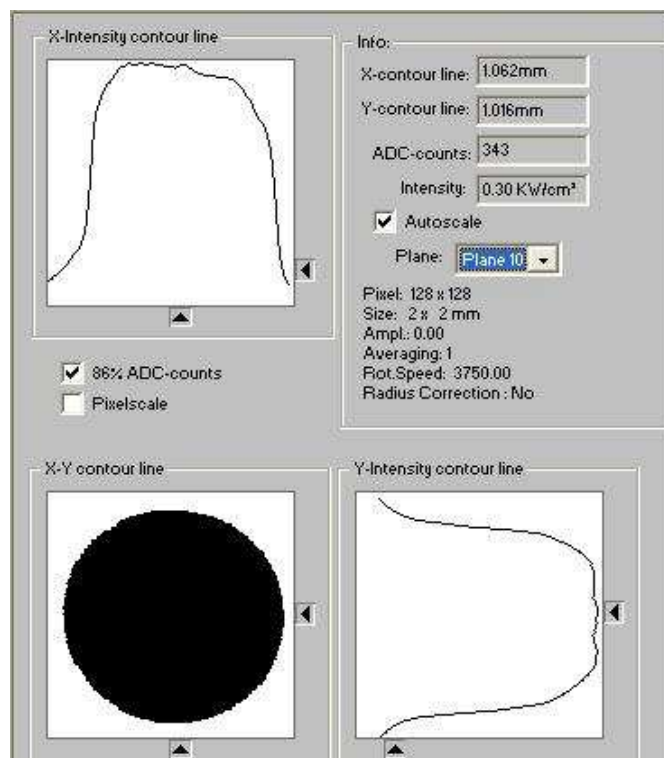 X-Intensity contour line
Info:
X-contour line: 1.062mm
Y-contour line: 1.016mm
ADC-counts: 343
Intensity: 0.30 KW/cm²
Autoscale
Plane: Plane 10
Pixel: 128 x 128
Size: 2 x 2 mm
Ampl.: 0.00
Averaging: 1
Rot.Speed: 3750.00
Radius Correction : No
86% ADC-counts
Pixelscale
X-Y contour line
Y-Intensity contour line